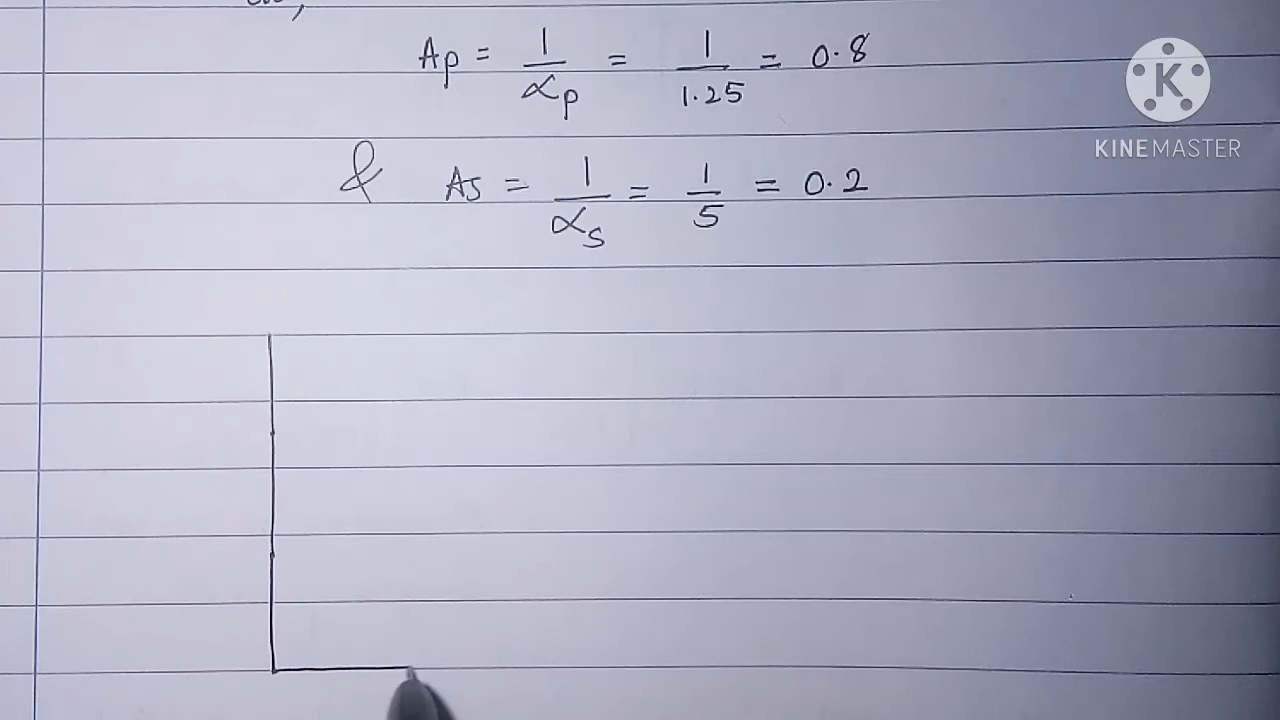 Ap = 1/αp = 1/1.25 = 0.8
& As = 1/αs = 1/5 = 0.2
K
KINEMASTER